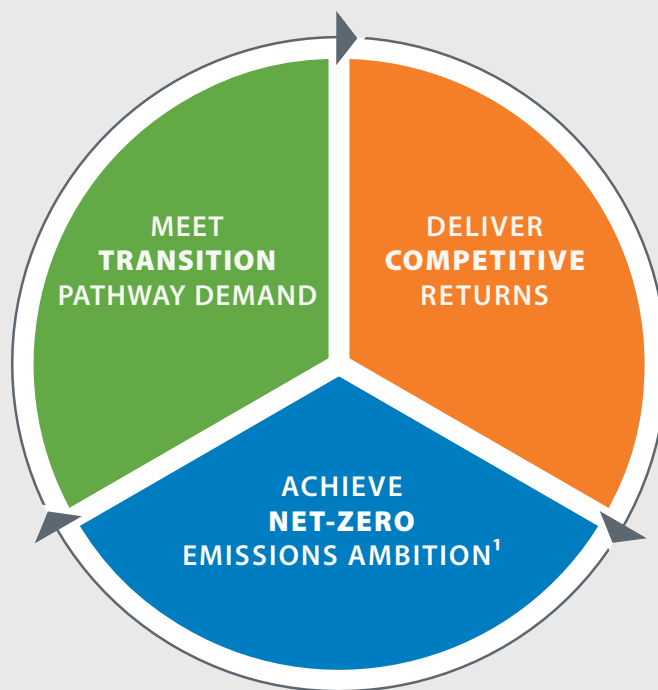 MEET
TRANSITION
PATHWAY DEMAND
DELIVER
COMPETITIVE
RETURNS
ACHIEVE
NET-ZERO
EMISSIONS AMBITION¹